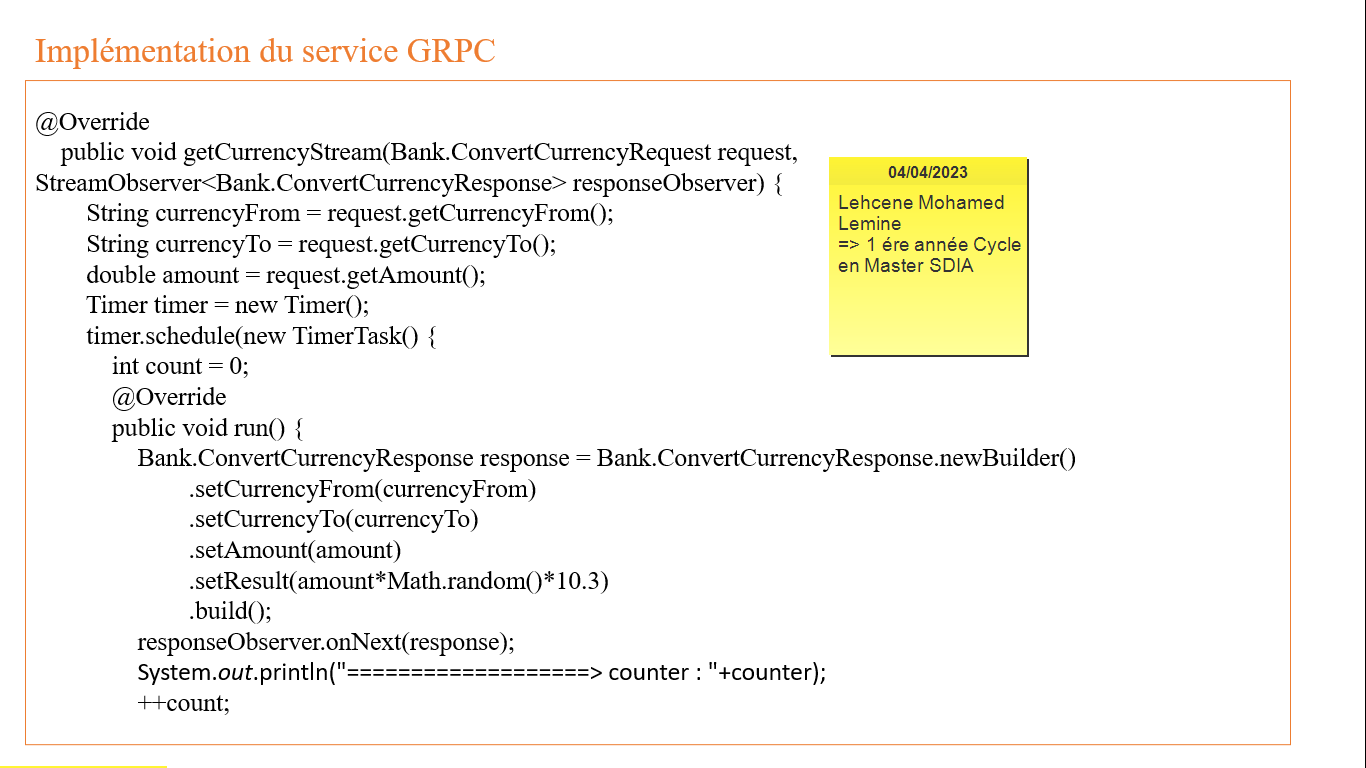 Implémentation du service GRPC
@Override
public void getCurrencyStream(Bank.ConvertCurrencyRequest request,
StreamObserver<Bank.ConvertCurrencyResponse> responseObserver) {
String currencyFrom = request.getCurrencyFrom();
String currencyTo = request.getCurrencyTo();
double amount = request.getAmount();
Timer timer = new Timer();
timer.schedule(new TimerTask() {
int count = 0;
@Override
public void run() {
Bank.ConvertCurrencyResponse response = Bank.ConvertCurrencyResponse.newBuilder()
.setCurrencyFrom(currencyFrom)
.setCurrencyTo(currencyTo)
.setAmount(amount)
.setResult(amount*Math.random()*10.3)
.build();
responseObserver.onNext(response);
System.out.println("===================> counter : "+counter);
++count;
04/04/2023
Lehcene Mohamed
Lemine
=> 1 ére année Cycle
en Master SDIA